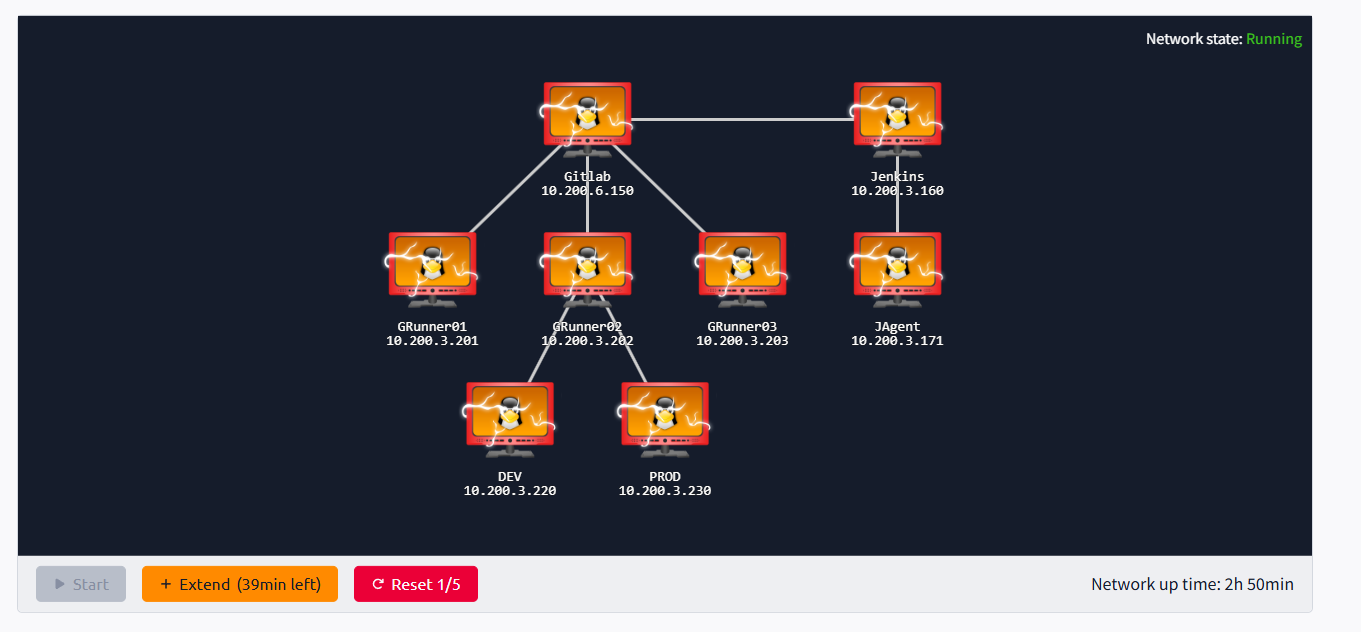 Network state: Running
Gitlab
10.200.6.150
Jenkins
10.200.3.160
GRunner01
10.200.3.201
GRunner02
10.200.3.202
GRunner03
10.200.3.203
JAgent
10.200.3.171
DEV
10.200.3.220
PROD
10.200.3.230
Start
+ Extend (39min left)
Reset 1/5
Network up time: 2h 50min